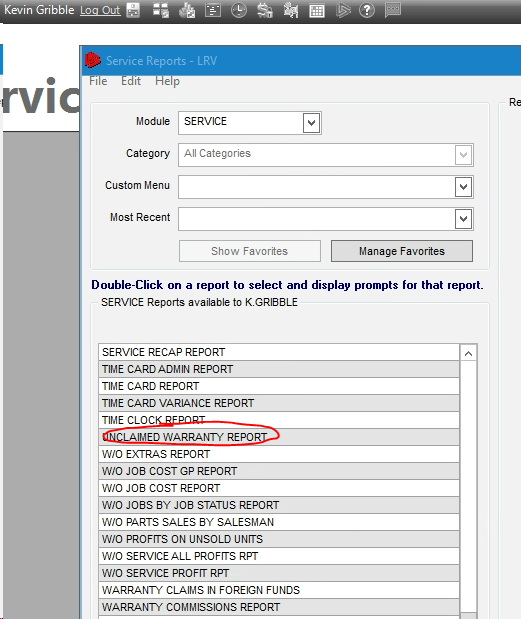 Kevin Gribble Log Out
rvic
Service Reports - LRV
File Edit Help
Re
Module SERVICE
Category All Categories
Custom Menu
Most Recent
Show Favorites Manage Favorites
Double-Click on a report to select and display prompts for that report.
SERVICE Reports available to K.GRIBBLE
SERVICE RECAP REPORT
TIME CARD ADMIN REPORT
TIME CARD REPORT
TIME CARD VARIANCE REPORT
TIME CLOCK REPORT
UNCLAIMED WARRANTY REPORT
W/O EXTRAS REPORT
W/O JOB COST GP REPORT
W/O JOB COST REPORT
W/O JOBS BY JOB STATUS REPORT
W/O PARTS SALES BY SALESMAN
W/O PROFITS ON UNSOLD UNITS
W/O SERVICE ALL PROFITS RPT
W/O SERVICE PROFIT RPT
WARRANTY CLAIMS IN FOREIGN FUNDS
WARRANTY COMMISSIONS REPORT